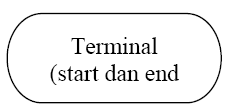 Terminal
(start dan end